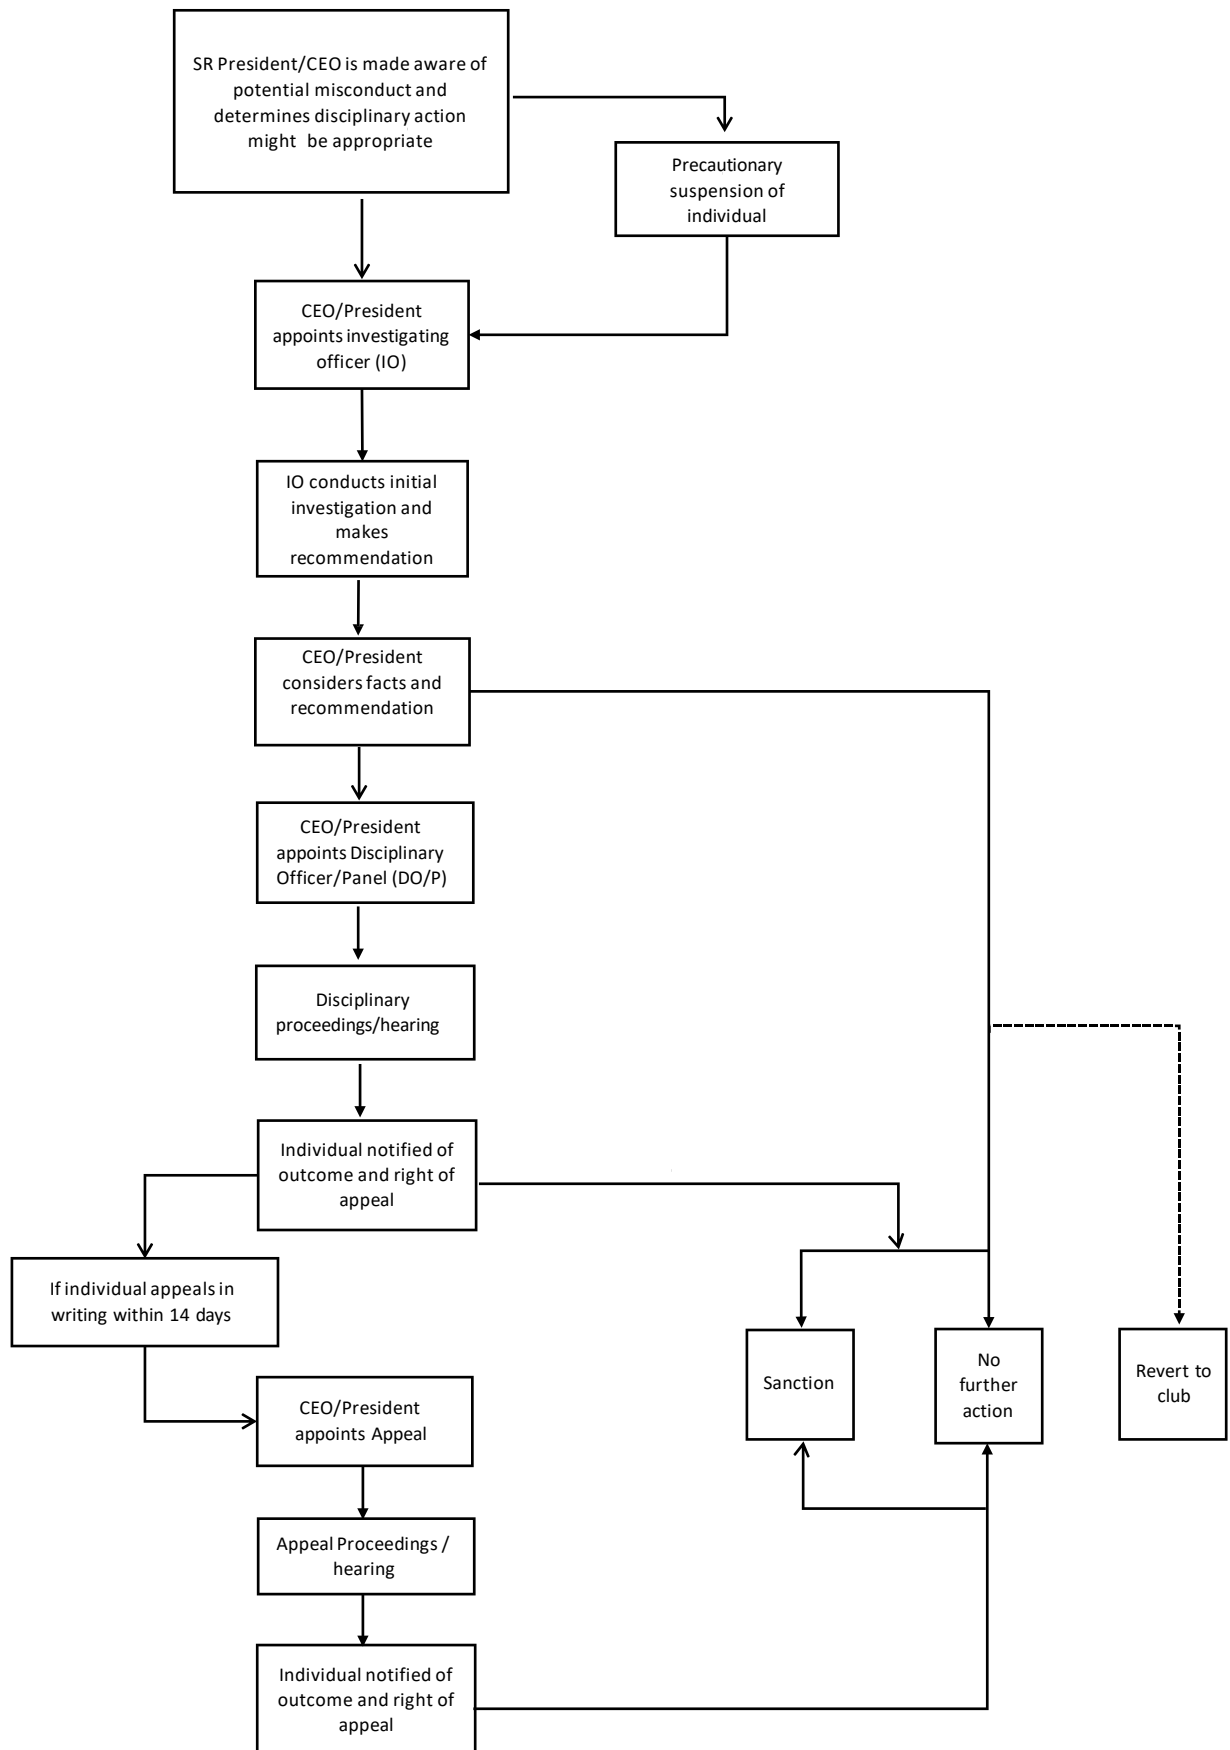 SR President/CEO is made aware of
potential misconduct and
determines disciplinary action
might be appropriate
Precautionary
suspension of
individual
CEO/President
appoints investigating
officer (IO)
IO conducts initial
investigation and
makes
recommendation
CEO/President
considers facts and
recommendation
CEO/President
appoints Disciplinary
Officer/Panel (DO/P)
Disciplinary
proceedings/hearing
Individual notified of
outcome and right of
appeal
If individual appeals in
writing within 14 days
Sanction
No
further
action
Revert to
club
CEO/President
appoints Appeal
Appeal Proceedings /
hearing
Individual notified of
outcome and right of
appeal